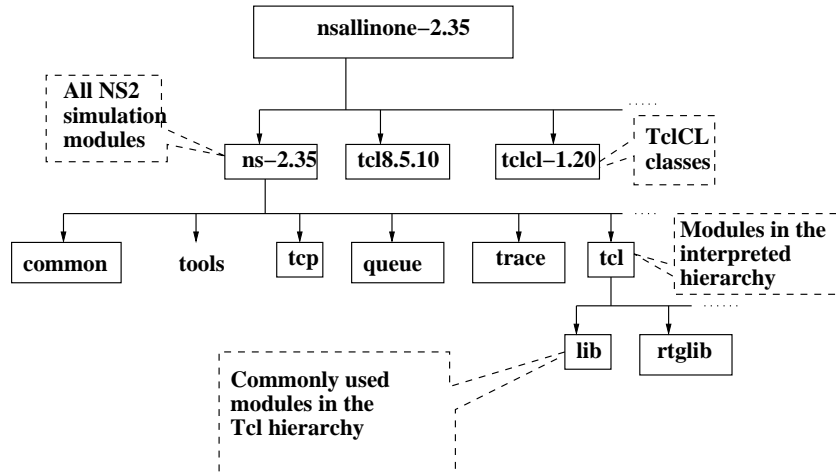 nsallinone−2.35
All NS2
simulation
modules
ns−2.35
tcl8.5.10
tclcl−1.20
TclCL
classes
common
tools
tcp
queue
trace
tcl
Modules in the
interpreted
hierarchy
lib
rtglib
Commonly used
modules in the
Tcl hierarchy